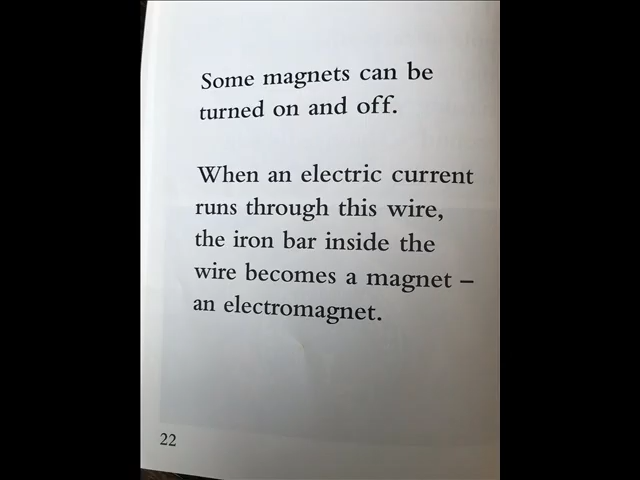 Some magnets can be
turned on and off.
When an electric current
runs through this wire,
the iron bar inside the
wire becomes a magnet –
an electromagnet.
22